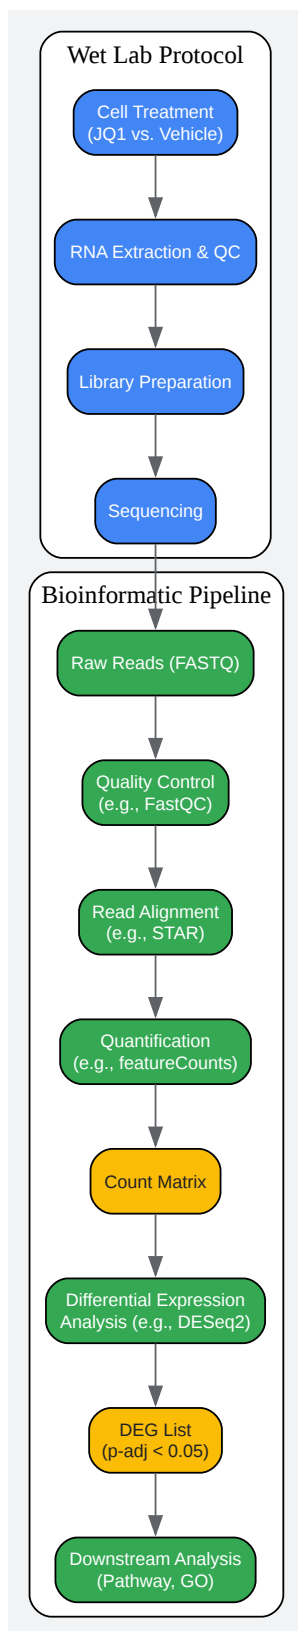 Wet Lab Protocol
Cell Treatment
(JQ1 vs. Vehicle)
RNA Extraction & QC
Library Preparation
Sequencing
Bioinformatic Pipeline
Raw Reads (FASTQ)
Quality Control
(e.g., FastQC)
Read Alignment
(e.g., STAR)
Quantification
(e.g., featureCounts)
Count Matrix
Differential Expression
Analysis (e.g., DESeq2)
DEG List
(p-adj < 0.05)
Downstream Analysis
(Pathway, GO)